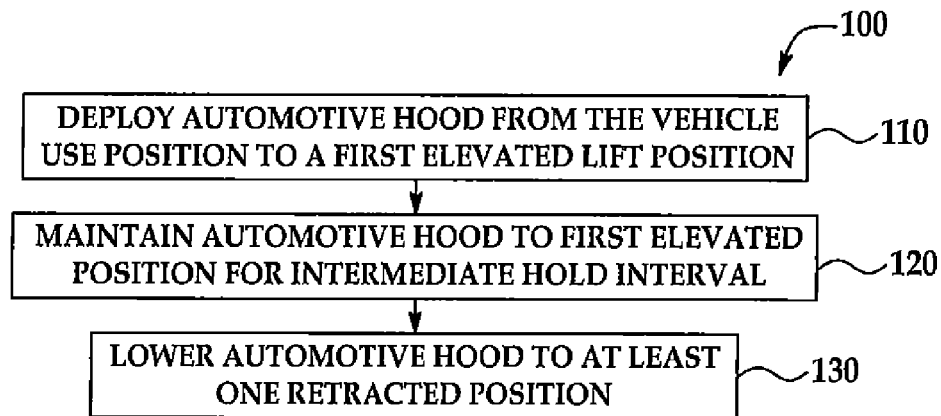 100
DEPLOY AUTOMOTIVE HOOD FROM THE VEHICLE
USE POSITION TO A FIRST ELEVATED LIFT POSITION
110
MAINTAIN AUTOMOTIVE HOOD TO FIRST ELEVATED
POSITION FOR INTERMEDIATE HOLD INTERVAL
120
LOWER AUTOMOTIVE HOOD TO AT LEAST
ONE RETRACTED POSITION
130